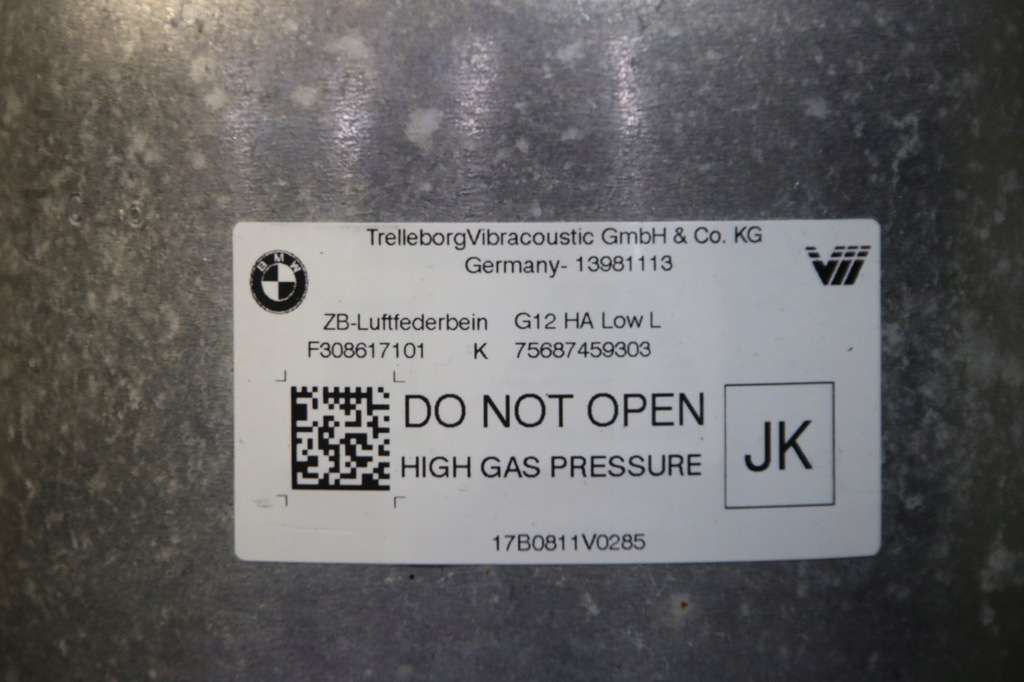 TrelleborgVibracoustic GmbH & Co. KG
Germany- 13981113
BMW
ZB-Luftfederbein G12 HA Low L
F308617101 K 75687459303
DO NOT OPEN
HIGH GAS PRESSURE
JK
17B0811V0285